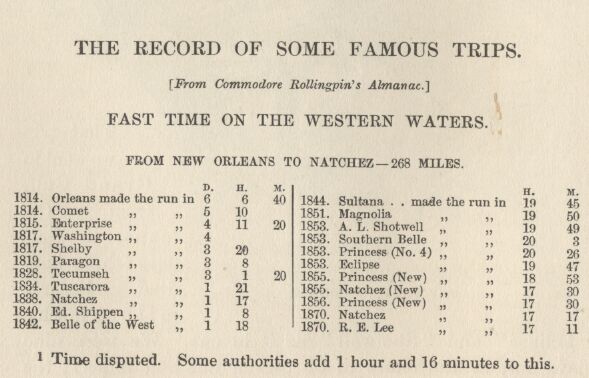 THE RECORD OF SOME FAMOUS TRIPS.
[From Commodore Rollingpin's Almanac.]
FAST TIME ON THE WESTERN WATERS.
FROM NEW ORLEANS TO NATCHEZ—268 MILES.
D. H. M.
1814. Orleans made the run in 6 6 40
1814. Comet ,, ,, 5 10
1815. Enterprise ,, ,, 4 11 20
1817. Washington ,, ,, 4
1817. Shelby ,, ,, 3 20
1819. Paragon ,, ,, 3 8
1828. Tecumseh ,, ,, 3 1 20
1834. Tuscarora ,, ,, 1 21
1838. Natchez ,, ,, 1 17
1840. Ed. Shippen ,, ,, 1 8
1842. Belle of the West ,, 1 18
H. M.
1844. Sultana . . made the run in 19 45
1851. Magnolia ,, ,, 19 50
1853. A. L. Shotwell ,, ,, 19 49
1853. Southern Belle ,, ,, 20 3
1853. Princess (No. 4) ,, ,, 20 26
1853. Eclipse ,, ,, 19 47
1855. Princess (New) ,, ,, 18 53
1855. Natchez (New) ,, ,, 17 30
1856. Princess (New) ,, ,, 17 30
1870. Natchez ,, ,, 17 17
1870. R. E. Lee ,, ,, 17 11
1 Time disputed. Some authorities add 1 hour and 16 minutes to this.